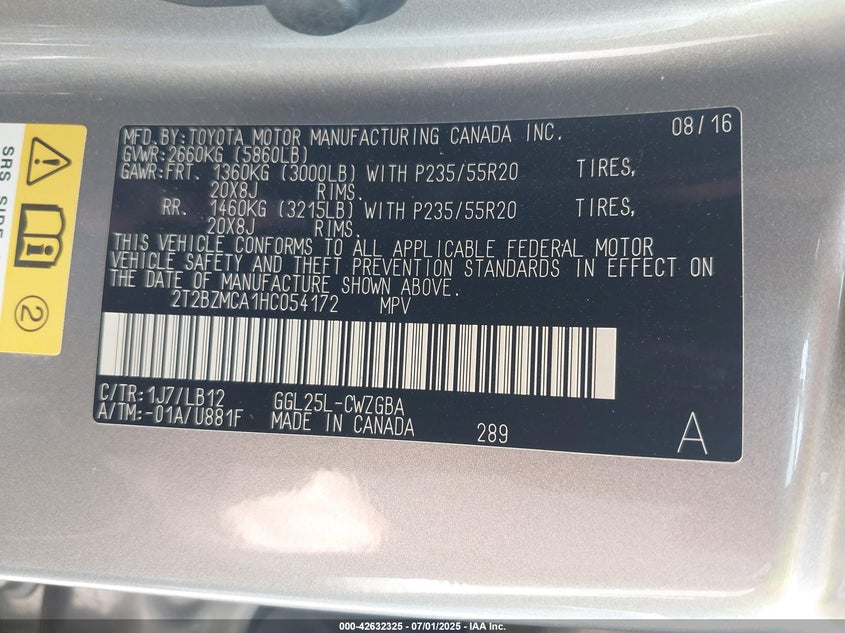 MFD.BY:TOYOTA MOTOR MANUFACTURING CANADA INC. 08/16
GVWR:2660KG (5860LB)
GAWR:FRT. 1360KG (3000LB) WITH P235/55R20 TIRES,
20X8J RIMS.
RR. 1460KG (3215LB) WITH P235/55R20 TIRES,
20X8J RIMS.
THIS VEHICLE CONFORMS TO ALL APPLICABLE FEDERAL MOTOR
VEHICLE SAFETY AND THEFT PREVENTION STANDARDS IN EFFECT ON
THE DATE OF MANUFACTURE SHOWN ABOVE.
2T2BZMCA1HC054172 MPV
C/TR:1J7/LB12 GGL25L-CWZGBA
A/TM:-01A/U881F MADE IN CANADA 289 A
SRS SIDE
2
000-42632325 - 07/01/2025 - IAA Inc.